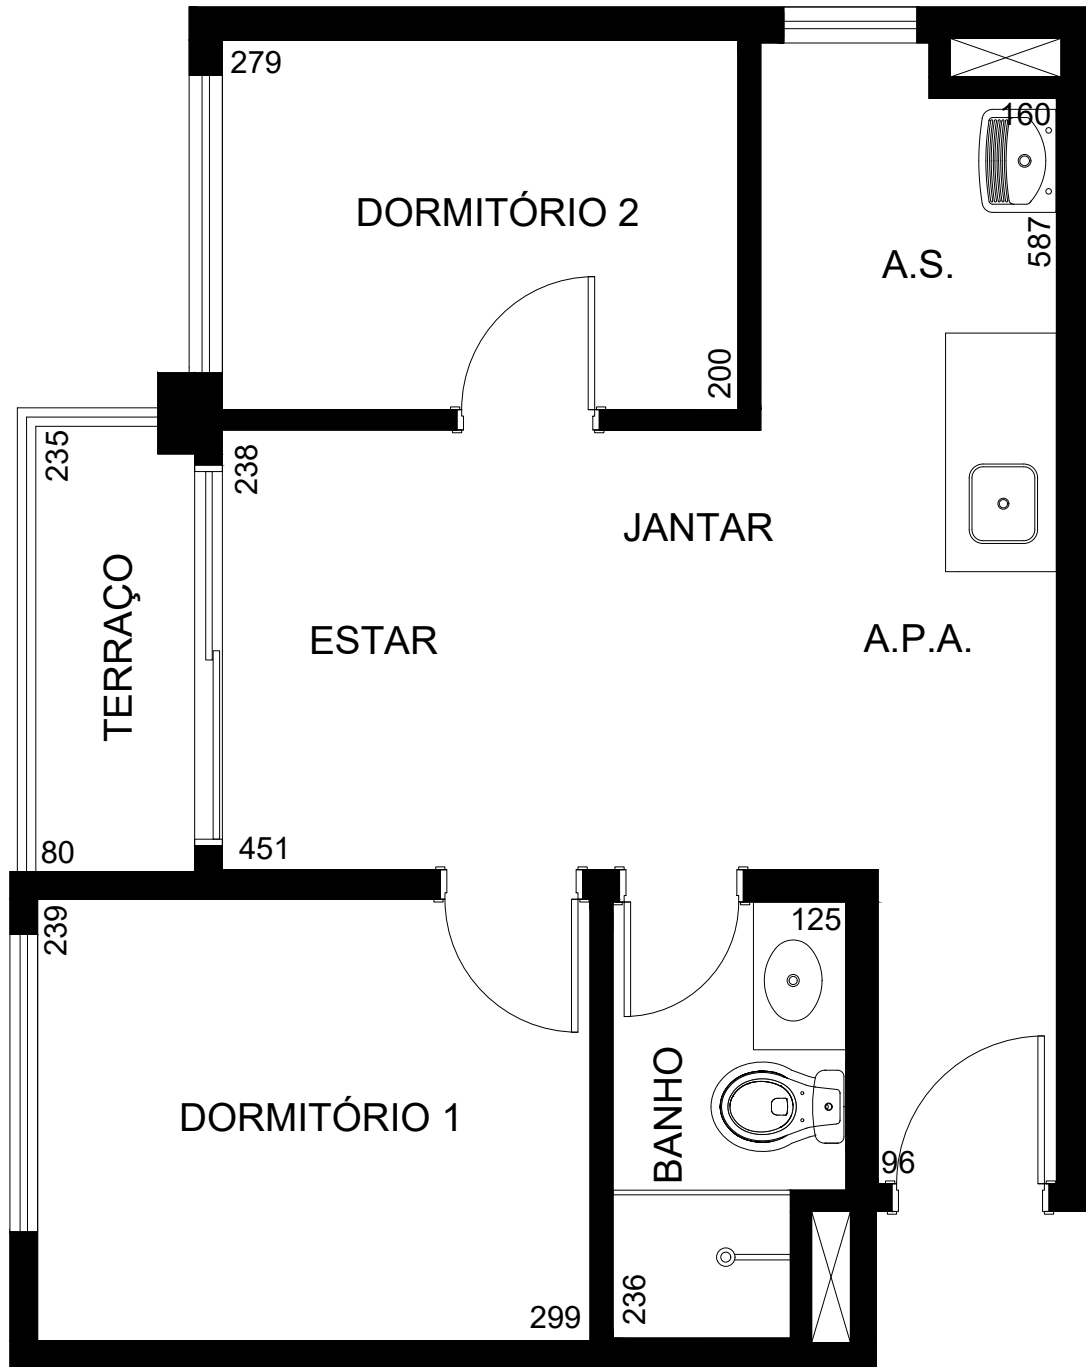 279
160
DORMITÓRIO 2
587
A.S.
200
235
238
JANTAR
TERRAÇO
ESTAR
A.P.A.
80
451
239
125
DORMITÓRIO 1
BANHO
96
236
299